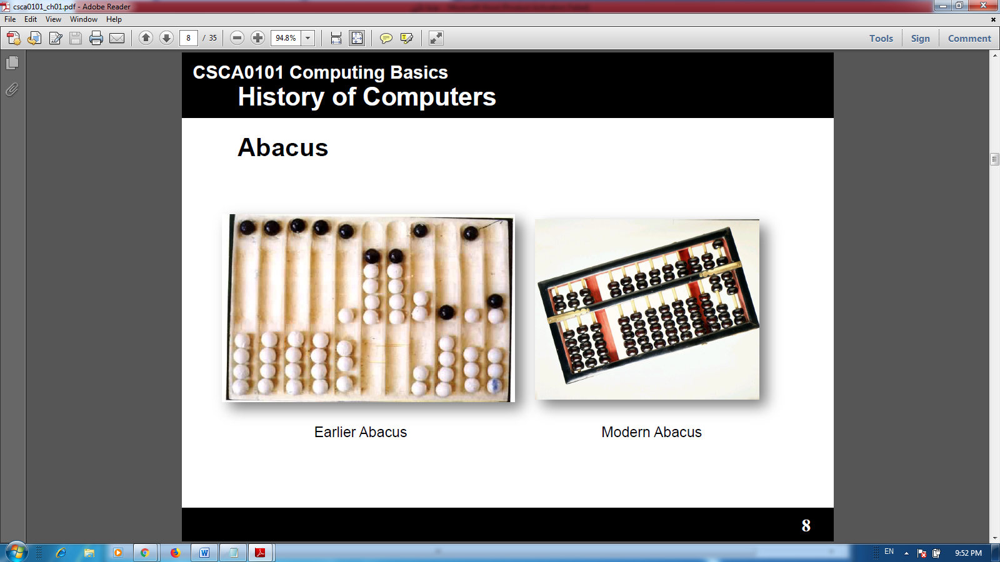 csca0101_ch01.pdf - Adobe Reader
File Edit View Window Help
8 / 35 94.8% Tools Sign Comment
CSCA0101 Computing Basics
History of Computers
Abacus
Earlier Abacus Modern Abacus
8
EN 9:52 PM